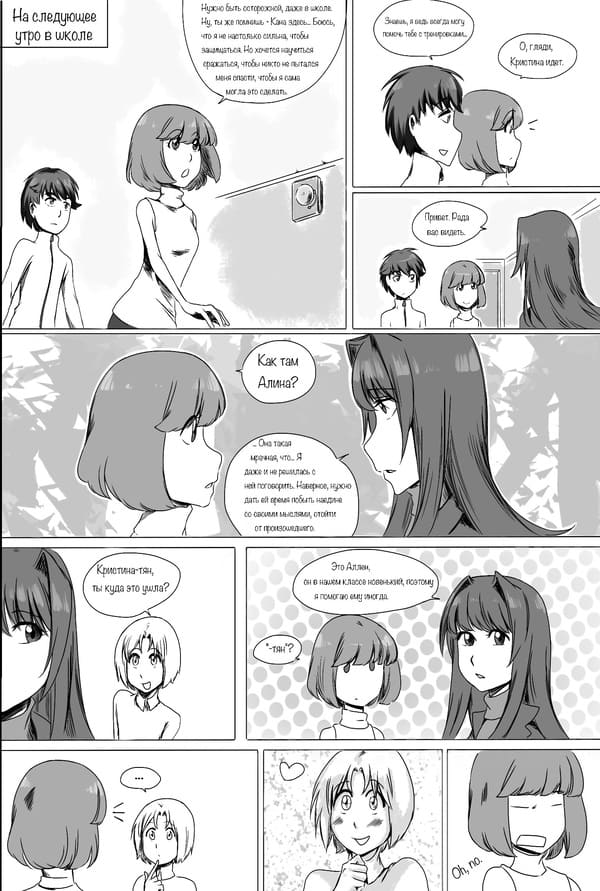 На следующее
утро в школе
Нужно быть осторожной, даже в школе.
Ну, ты же помнишь - Кана здесь... Боюсь,
что я не настолько сильна, чтобы
защищаться. Но хочется научиться
сражаться, чтобы никто не пытался
меня спасти, чтобы я сама
могла это сделать.
Знаешь, я ведь всегда могу
помочь тебе с тренировками...
О, гляди,
Кристина идет.
Привет. Рада
вас видеть.
Как там
Алина?
... Она такая
мрачная, что... Я
даже и не решилась с
ней поговорить. Наверное, нужно
дать ей время побыть наедине
со своими мыслями, отойти
от произошедшего.
Кристина-тян,
ты куда это ушла?
Это Аллен,
он в нашем классе новенький, поэтому
я помогаю ему иногда.
"-тян"?
...
Oh, no.